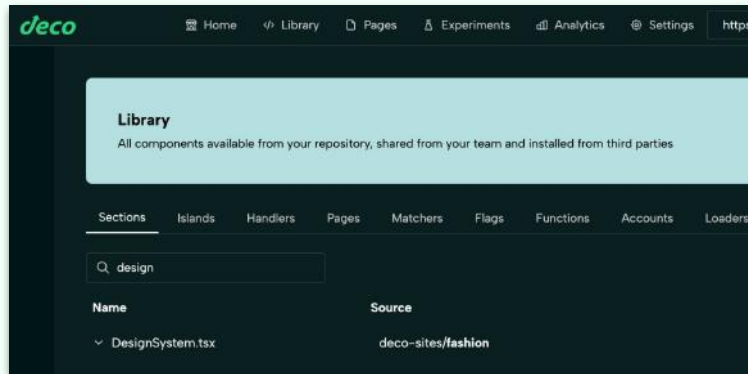 deco
Home </> Library Pages Experiments Analytics Settings https
Library
All components available from your repository, shared from your team and installed from third parties
Sections Islands Handlers Pages Matchers Flags Functions Accounts Loaders
design
Name Source
DesignSystem.tsx deco-sites/fashion